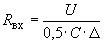 R_вх = U / (0,5· C · Δ)